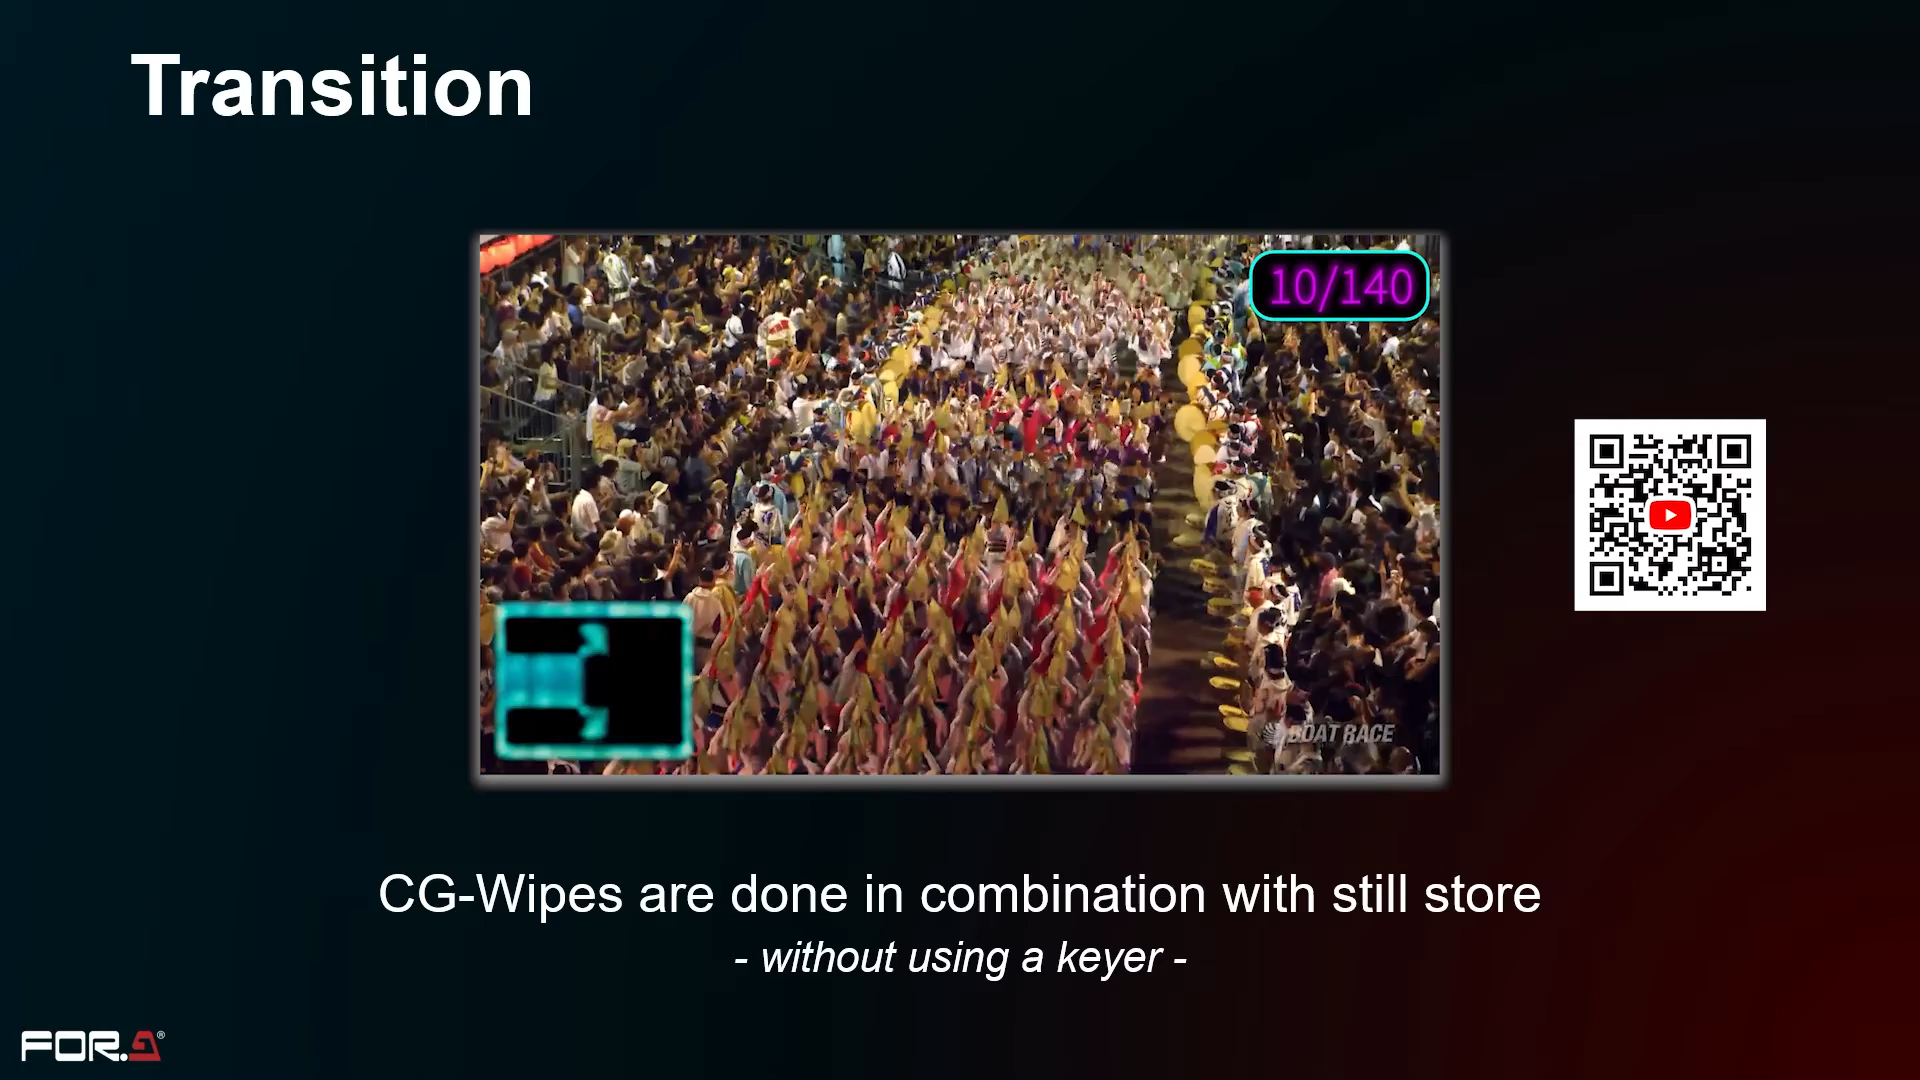 Transition
10/140
BOAT RACE
CG-Wipes are done in combination with still store
- without using a keyer -
FOR.A®